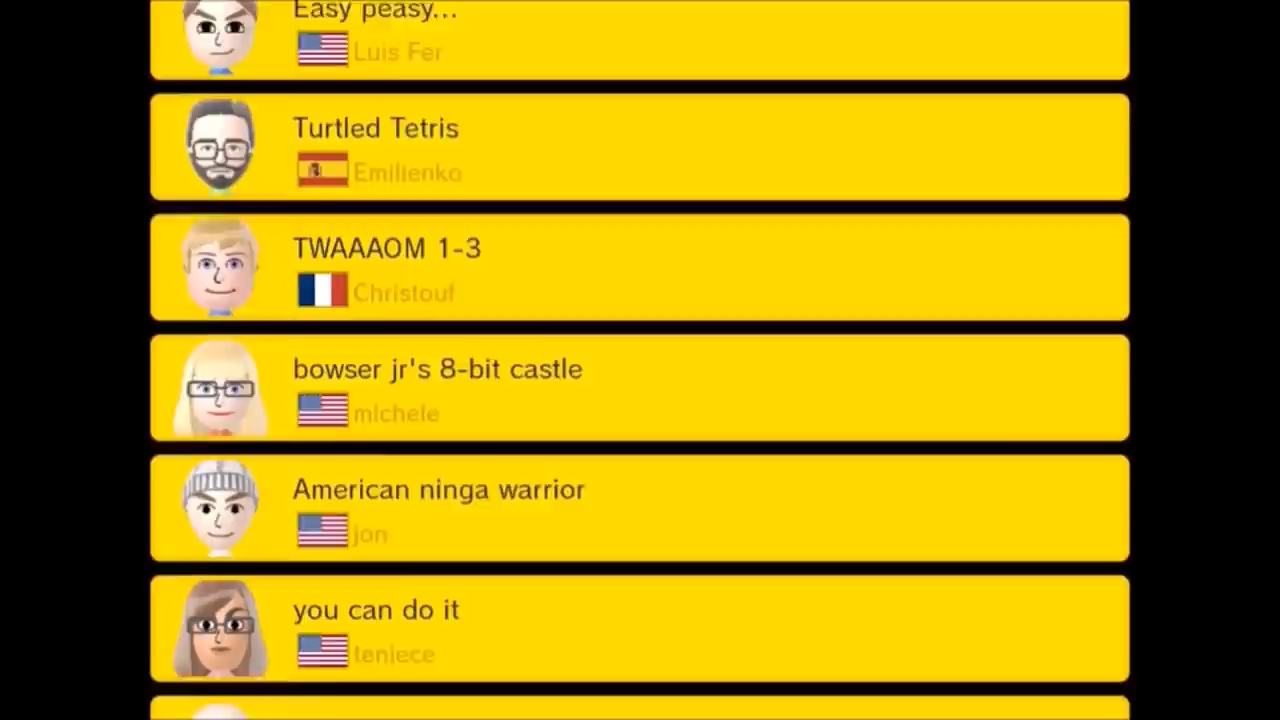 Easy peasy...
Luis Fer
Turtled Tetris
Emilienko
TWAAAOM 1-3
Christouf
bowser jr's 8-bit castle
michele
American ninga warrior
jon
you can do it
tenjece